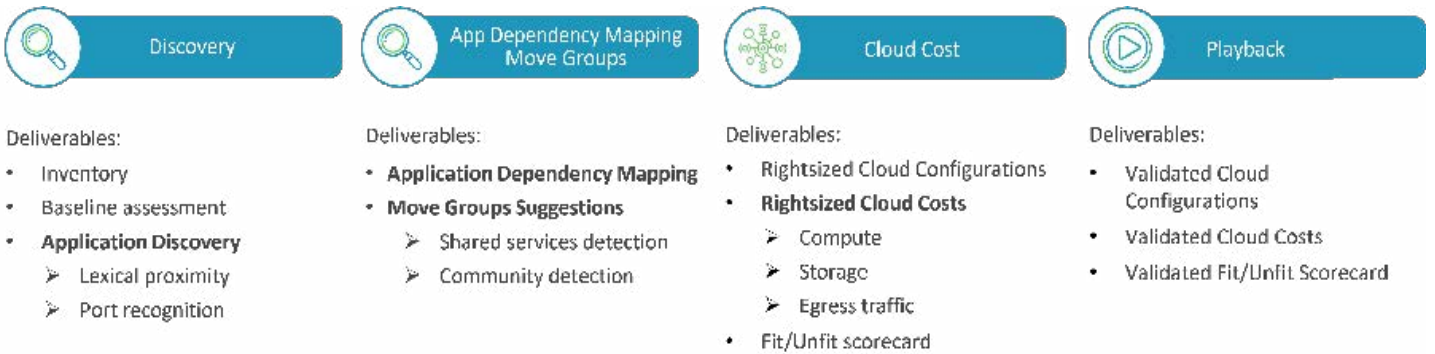 Discovery
Deliverables:
• Inventory
• Baseline assessment
• Application Discovery
➢ Lexical proximity
➢ Port recognition
App Dependency Mapping
Move Groups
Deliverables:
• Application Dependency Mapping
• Move Groups Suggestions
➢ Shared services detection
➢ Community detection
Cloud Cost
Deliverables:
• Rightsized Cloud Configurations
• Rightsized Cloud Costs
➢ Compute
➢ Storage
➢ Egress traffic
• Fit/Unfit scorecard
Playback
Deliverables:
• Validated Cloud
Configurations
• Validated Cloud Costs
• Validated Fit/Unfit Scorecard